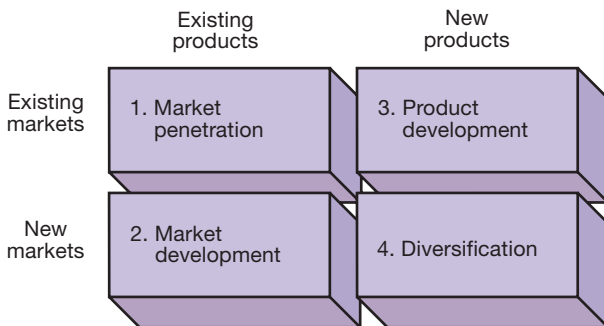 Existing
products
New
products
Existing
markets
1. Market
penetration
3. Product
development
New
markets
2. Market
development
4. Diversification